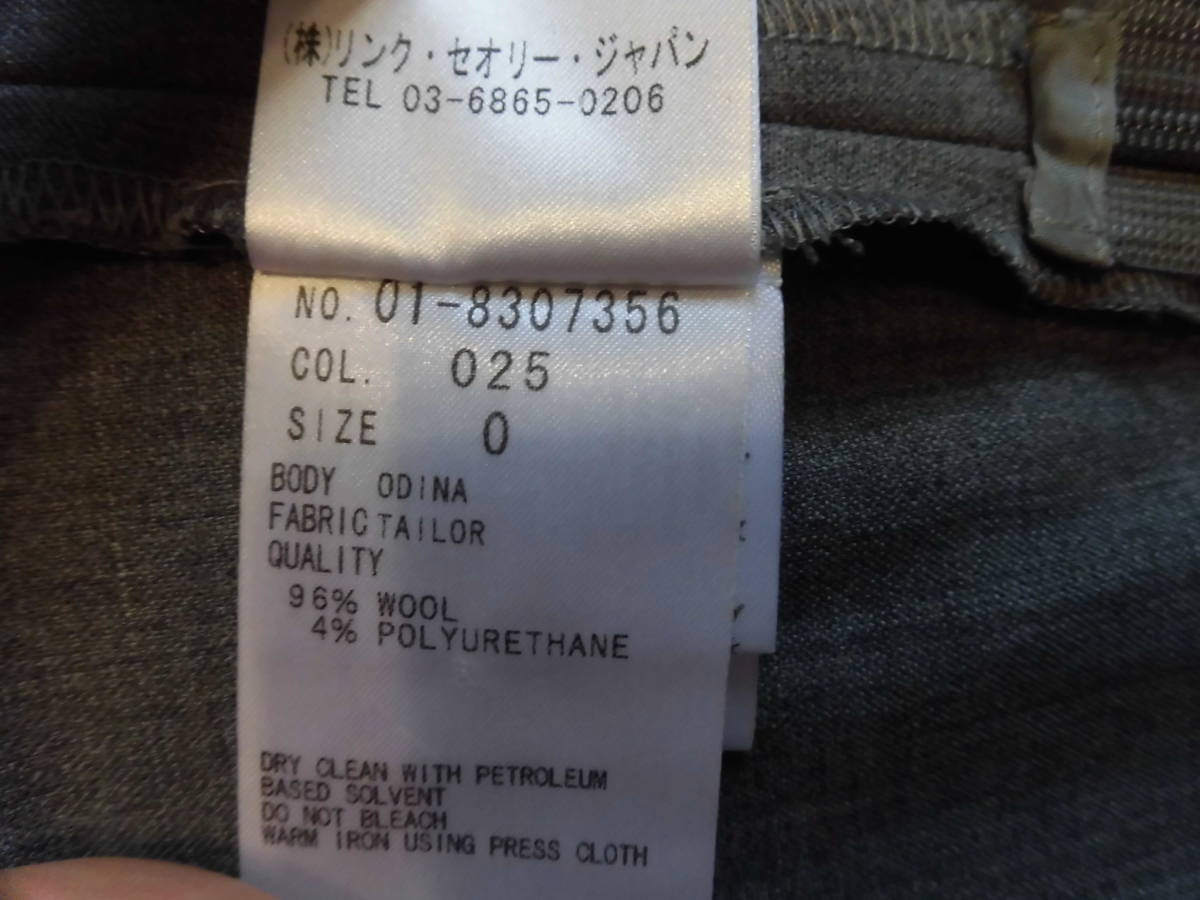 (株)リンク・セオリー・ジャパン
TEL 03-6865-0206
NO. 01-8307356
COL. 025
SIZE 0
BODY ODINA
FABRIC TAILOR
QUALITY
96% WOOL
4% POLYURETHANE
DRY CLEAN WITH PETROLEUM
BASED SOLVENT
DO NOT BLEACH
WARM IRON USING PRESS CLOTH